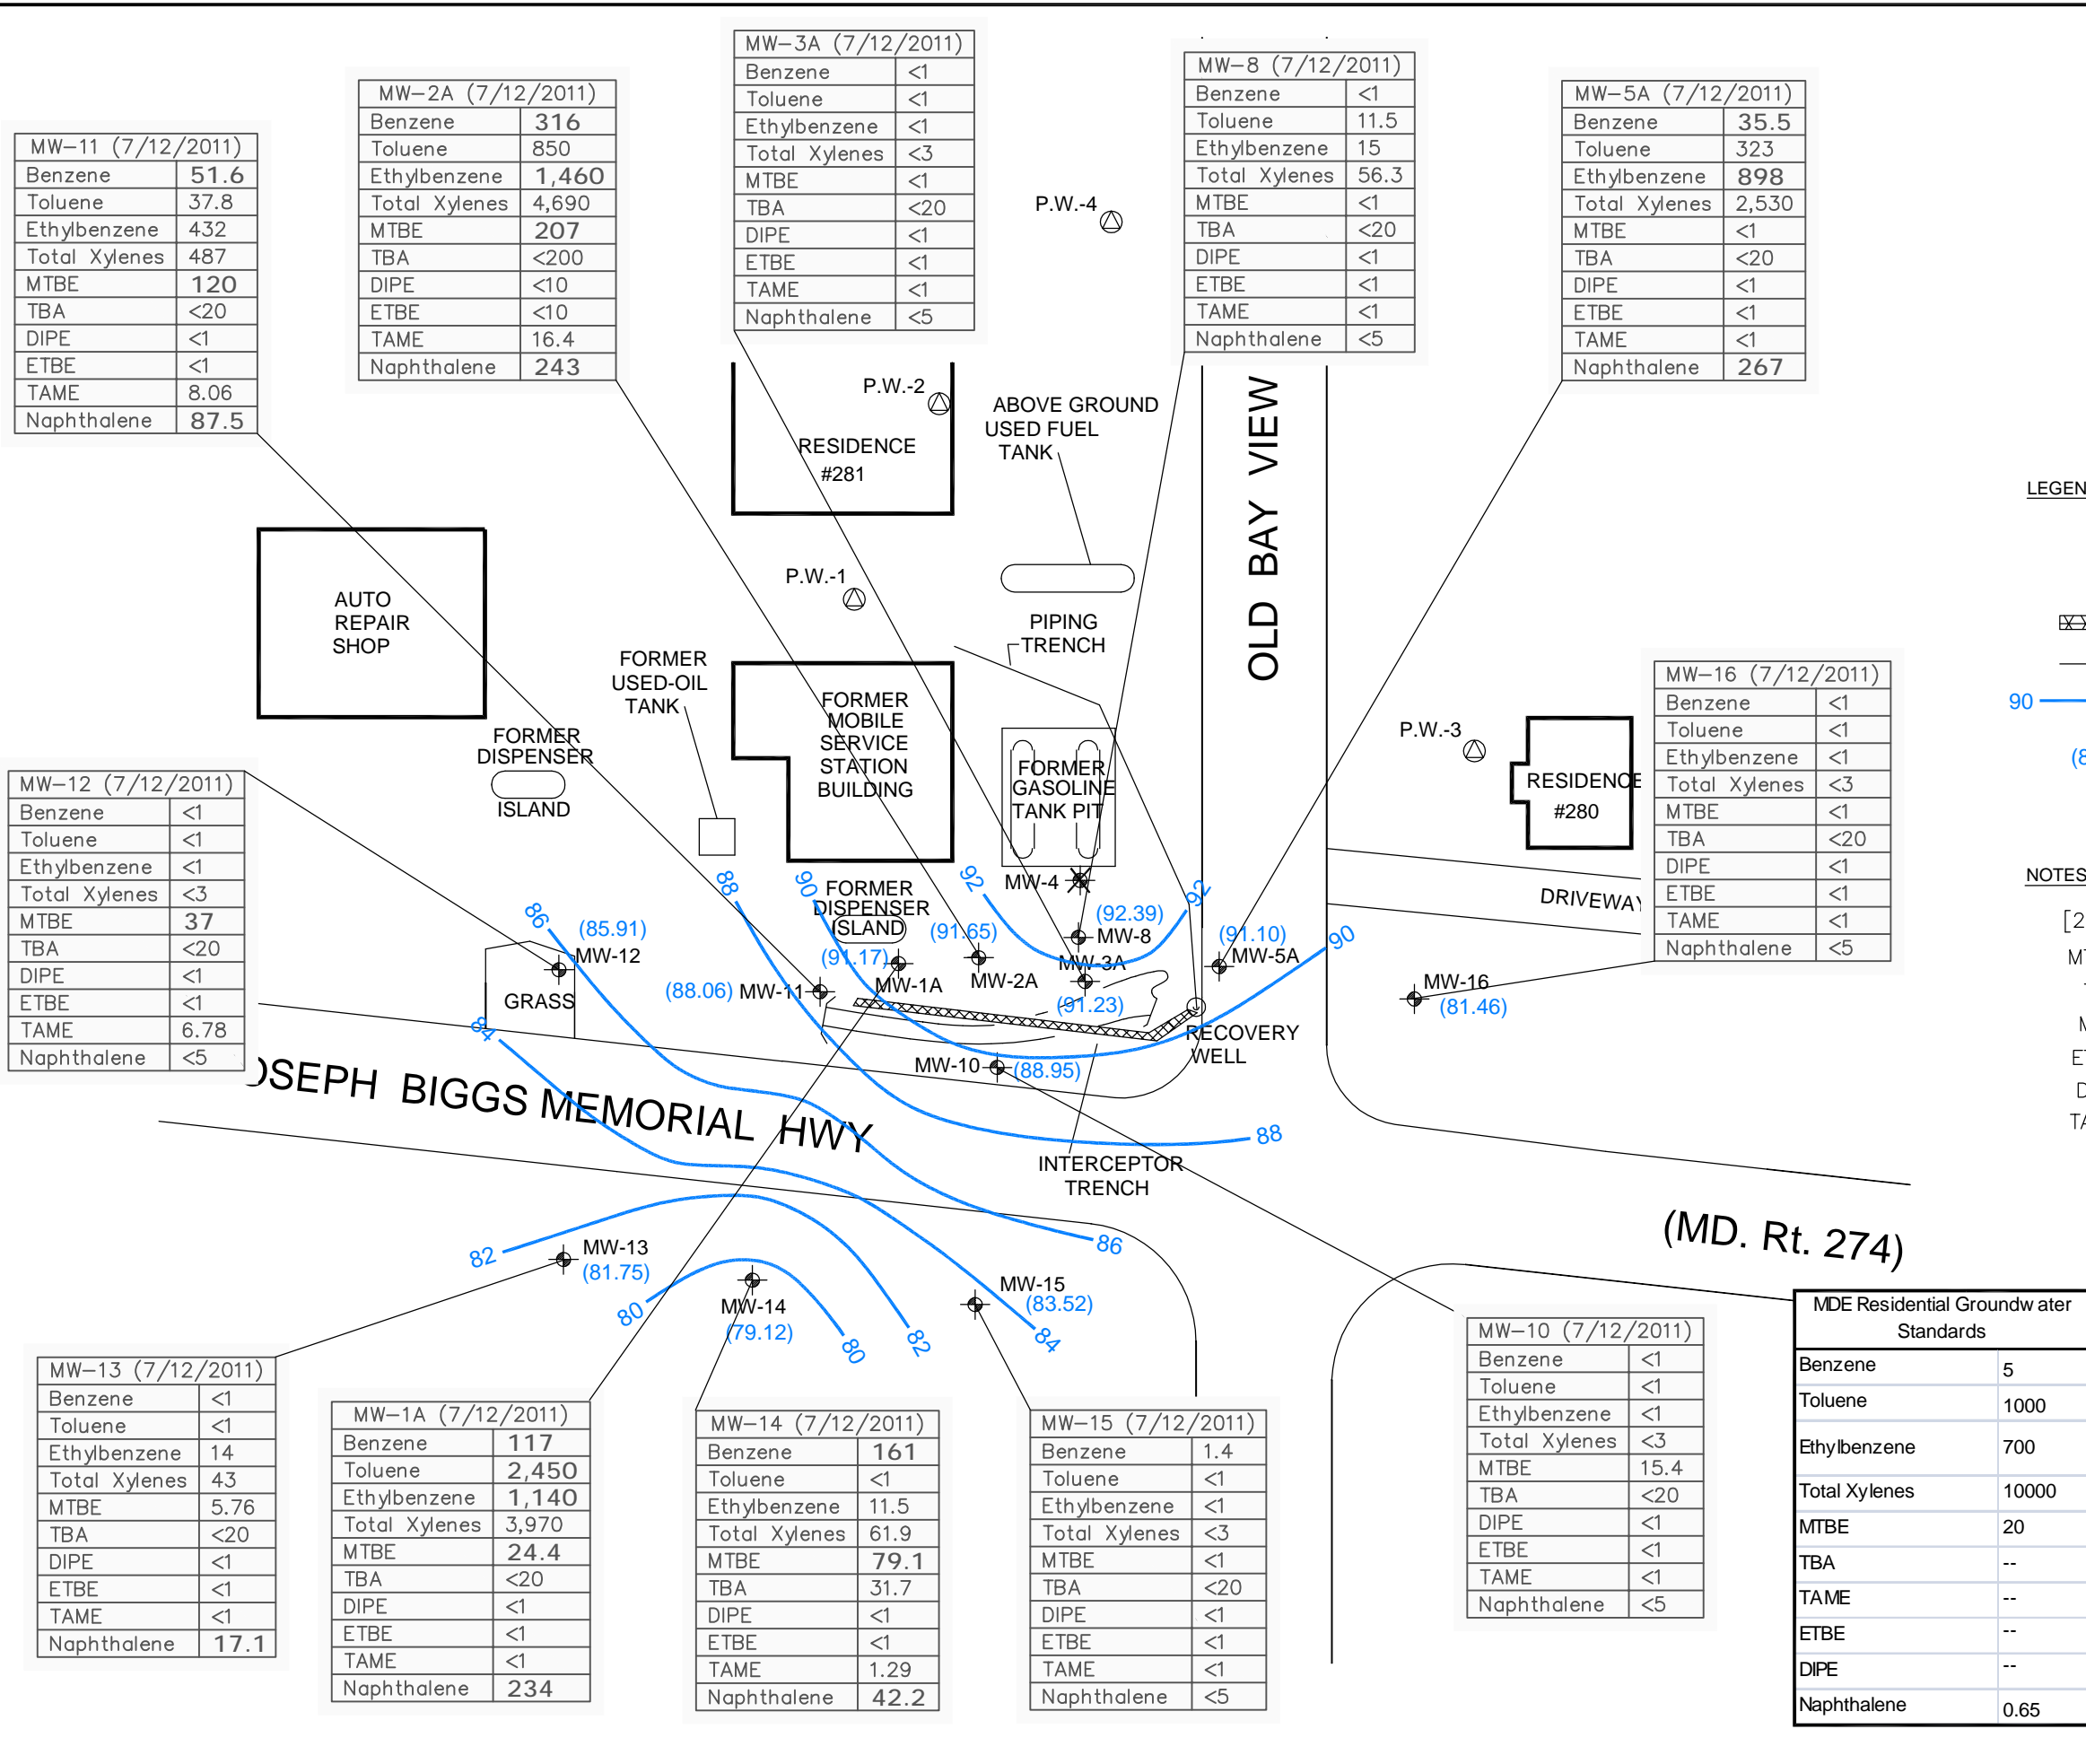 MW-3A (7/12/2011)
Benzene <1
Toluene <1
Ethylbenzene <1
Total Xylenes <3
MTBE <1
TBA <20
DIPE <1
ETBE <1
TAME <1
Naphthalene <5
MW-8 (7/12/2011)
Benzene <1
Toluene 11.5
Ethylbenzene 15
Total Xylenes 56.3
MTBE <1
TBA <20
DIPE <1
ETBE <1
TAME <1
Naphthalene <5
MW-2A (7/12/2011)
Benzene 316
Toluene 850
Ethylbenzene 1,460
Total Xylenes 4,690
MTBE 207
TBA <200
DIPE <10
ETBE <10
TAME 16.4
Naphthalene 243
MW-5A (7/12/2011)
Benzene 35.5
Toluene 323
Ethylbenzene 898
Total Xylenes 2,530
MTBE <1
TBA <20
DIPE <1
ETBE <1
TAME <1
Naphthalene 267
MW-11 (7/12/2011)
Benzene 51.6
Toluene 37.8
Ethylbenzene 432
Total Xylenes 487
MTBE 120
TBA <20
DIPE <1
ETBE <1
TAME 8.06
Naphthalene 87.5
P.W.-4
P.W.-2
RESIDENCE
#281
ABOVE GROUND
USED FUEL
TANK
OLD BAY VIEW
LEGEN
90
(8
NOTES
[2
M
E
D
TA
P.W.-1
AUTO
REPAIR
SHOP
PIPING
TRENCH
FORMER
USED-OIL
TANK
FORMER
MOBILE
SERVICE
STATION
BUILDING
FORMER
DISPENSER
ISLAND
FORMER
GASOLINE
TANK PIT
P.W.-3
RESIDENCE
#280
DRIVEWAY
MW-16 (7/12/2011)
Benzene <1
Toluene <1
Ethylbenzene <1
Total Xylenes <3
MTBE <1
TBA <20
DIPE <1
ETBE <1
TAME <1
Naphthalene <5
MW-12 (7/12/2011)
Benzene <1
Toluene <1
Ethylbenzene <1
Total Xylenes <3
MTBE 37
TBA <20
DIPE <1
ETBE <1
TAME 6.78
Naphthalene <5
86
88
90
92
92
90
FORMER
DISPENSER
ISLAND
MW-4
(85.91)
MW-12
GRASS
(88.06) MW-11
(91.17)
MW-1A
(91.65)
MW-2A
(92.39)
MW-8
MW-3A
(91.23)
(91.10)
MW-5A
MW-16
(81.46)
RECOVERY
WELL
MW-10 (88.95)
84
OSEPH BIGGS MEMORIAL HWY
88
INTERCEPTOR
TRENCH
(MD. Rt. 274)
86
82
MW-13
(81.75)
80
MW-14
(79.12)
80
82
MW-15
(83.52)
84
MW-13 (7/12/2011)
Benzene <1
Toluene <1
Ethylbenzene 14
Total Xylenes 43
MTBE 5.76
TBA <20
DIPE <1
ETBE <1
TAME <1
Naphthalene 17.1
MW-1A (7/12/2011)
Benzene 117
Toluene 2,450
Ethylbenzene 1,140
Total Xylenes 3,970
MTBE 24.4
TBA <20
DIPE <1
ETBE <1
TAME <1
Naphthalene 234
MW-14 (7/12/2011)
Benzene 161
Toluene <1
Ethylbenzene 11.5
Total Xylenes 61.9
MTBE 79.1
TBA 31.7
DIPE <1
ETBE <1
TAME 1.29
Naphthalene 42.2
MW-15 (7/12/2011)
Benzene 1.4
Toluene <1
Ethylbenzene <1
Total Xylenes <3
MTBE <1
TBA <20
DIPE <1
ETBE <1
TAME <1
Naphthalene <5
MW-10 (7/12/2011)
Benzene <1
Toluene <1
Ethylbenzene <1
Total Xylenes <3
MTBE 15.4
TBA <20
DIPE <1
ETBE <1
TAME <1
Naphthalene <5
MDE Residential Groundw ater
Standards
Benzene 5
Toluene 1000
Ethylbenzene 700
Total Xylenes 10000
MTBE 20
TBA --
TAME --
ETBE --
DIPE --
Naphthalene 0.65